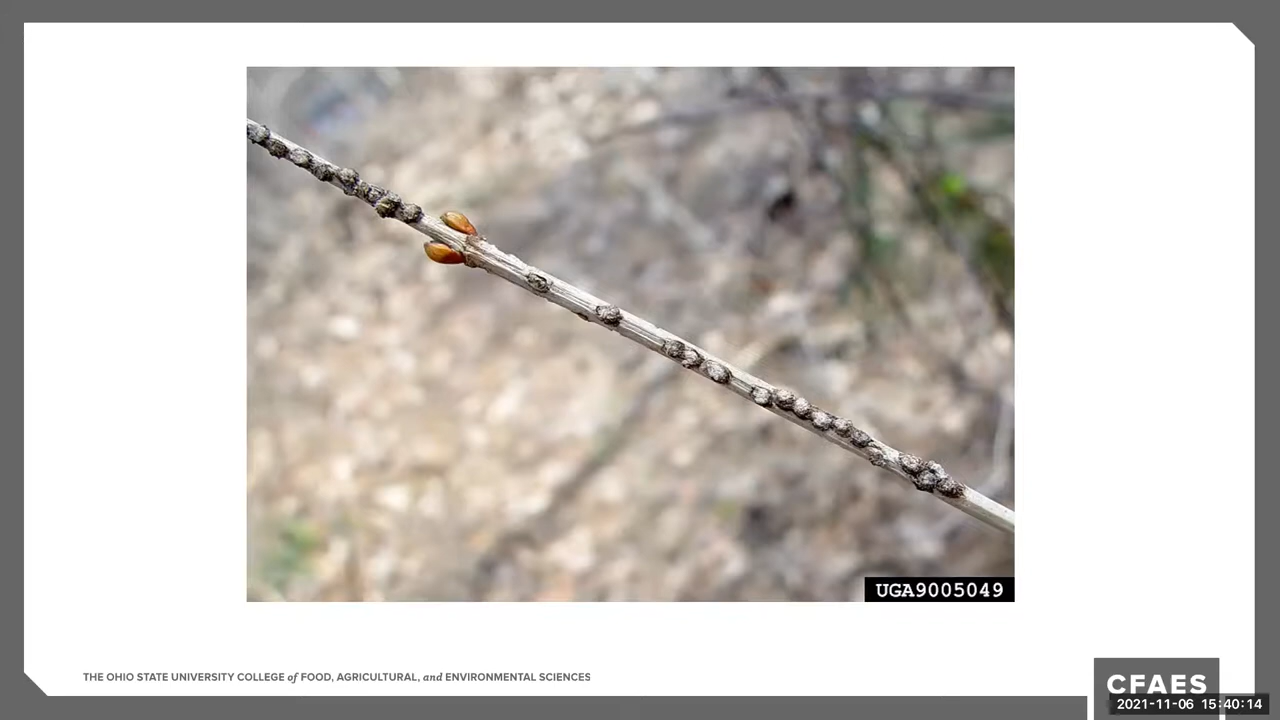 UGA9005049
THE OHIO STATE UNIVERSITY COLLEGE of FOOD, AGRICULTURAL, and ENVIRONMENTAL SCIENCES
CFAES
2021-11-06 15:40:14